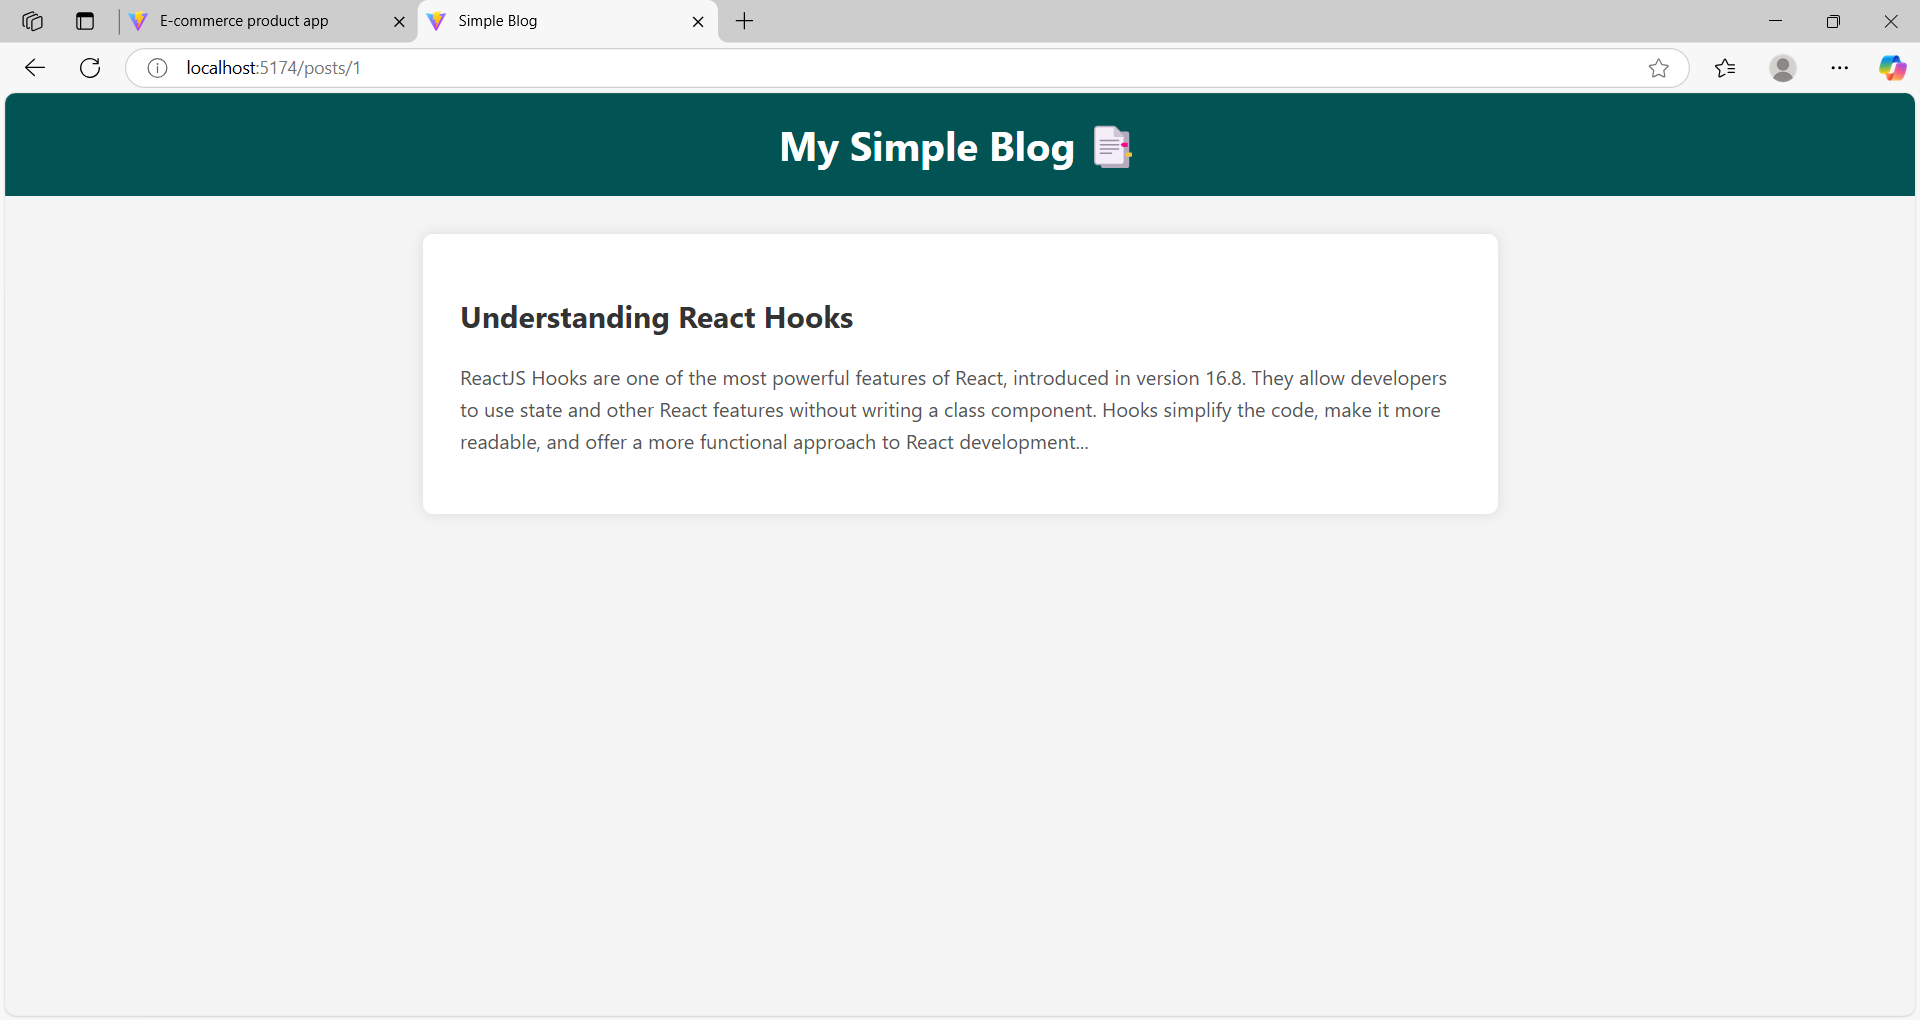 E-commerce product app
Simple Blog
localhost:5174/posts/1
My Simple Blog
Understanding React Hooks
ReactJS Hooks are one of the most powerful features of React, introduced in version 16.8. They allow developers
to use state and other React features without writing a class component. Hooks simplify the code, make it more
readable, and offer a more functional approach to React development...